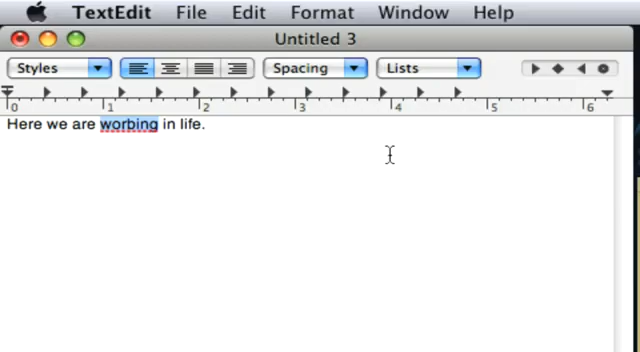 TextEdit File Edit Format Window Help
Untitled 3
Styles Spacing Lists
0 1 2 3 4 5 6
Here we are worbing in life.